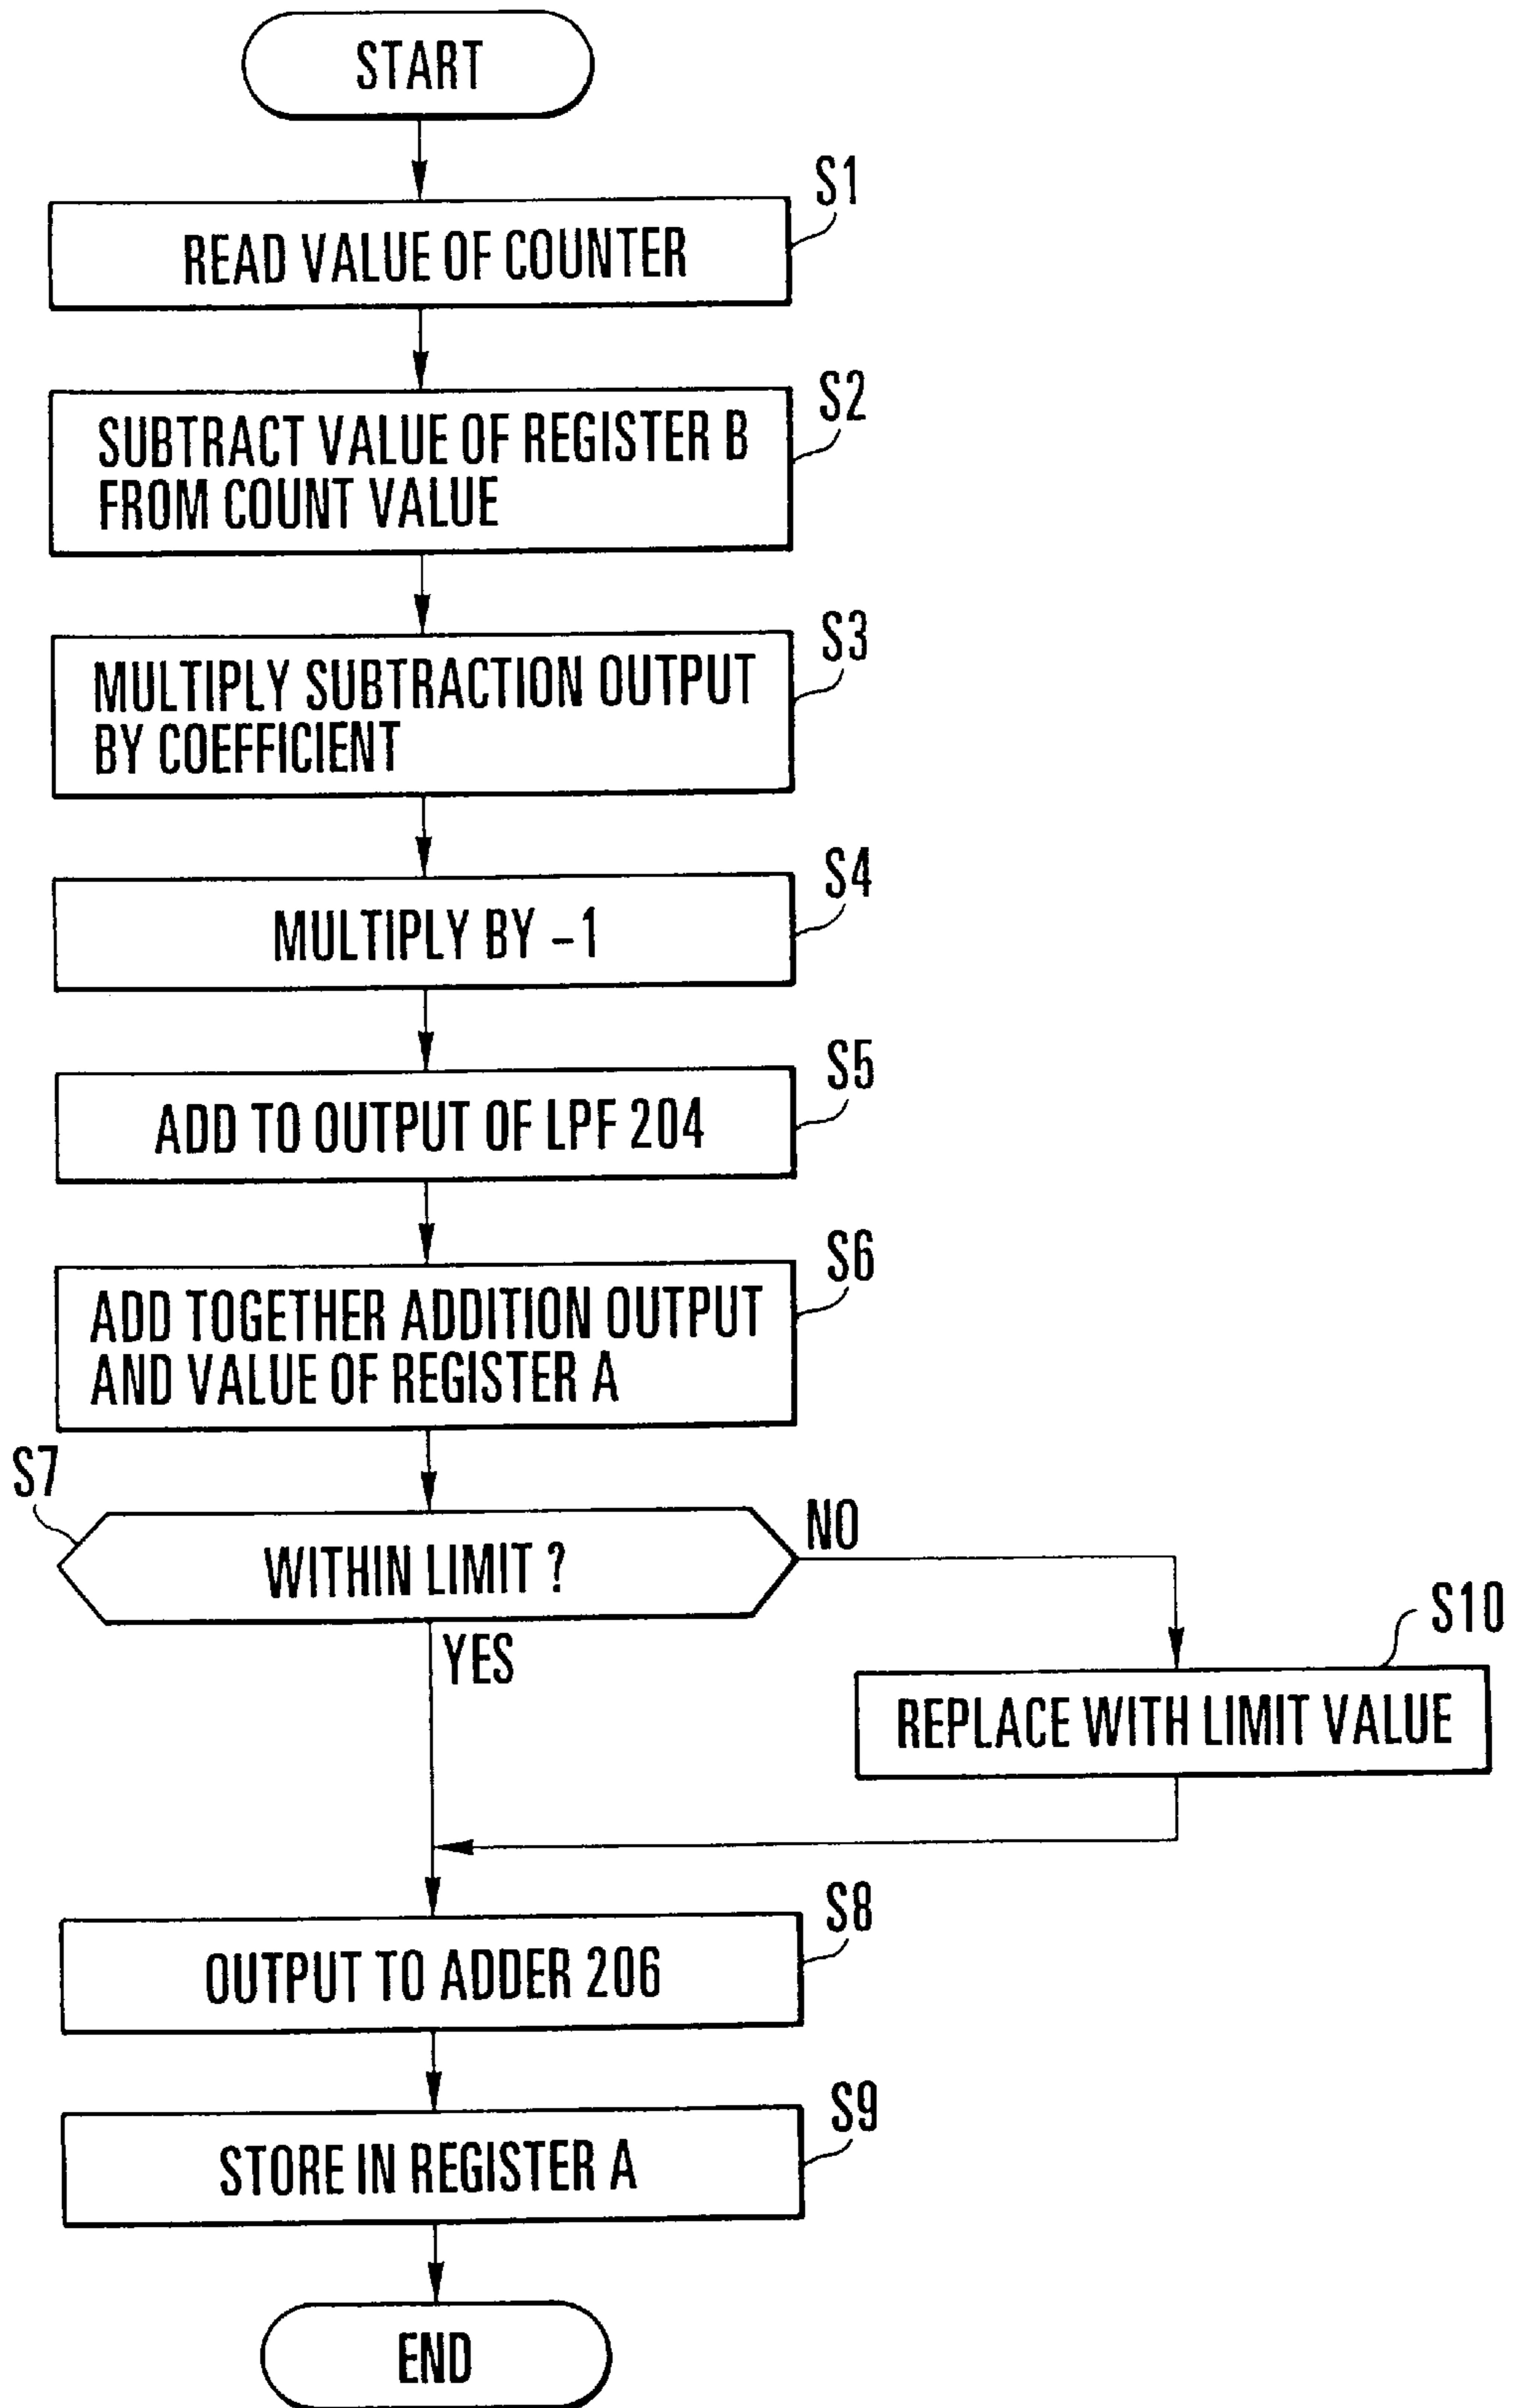 START
S1
READ VALUE OF COUNTER
S2
SUBTRACT VALUE OF REGISTER B
FROM COUNT VALUE
S3
MULTIPLY SUBTRACTION OUTPUT
BY COEFFICIENT
S4
MULTIPLY BY -1
S5
ADD TO OUTPUT OF LPF 204
S6
ADD TOGETHER ADDITION OUTPUT
AND VALUE OF REGISTER A
S7
WITHIN LIMIT ?
NO
YES
S10
REPLACE WITH LIMIT VALUE
S8
OUTPUT TO ADDER 206
S9
STORE IN REGISTER A
END